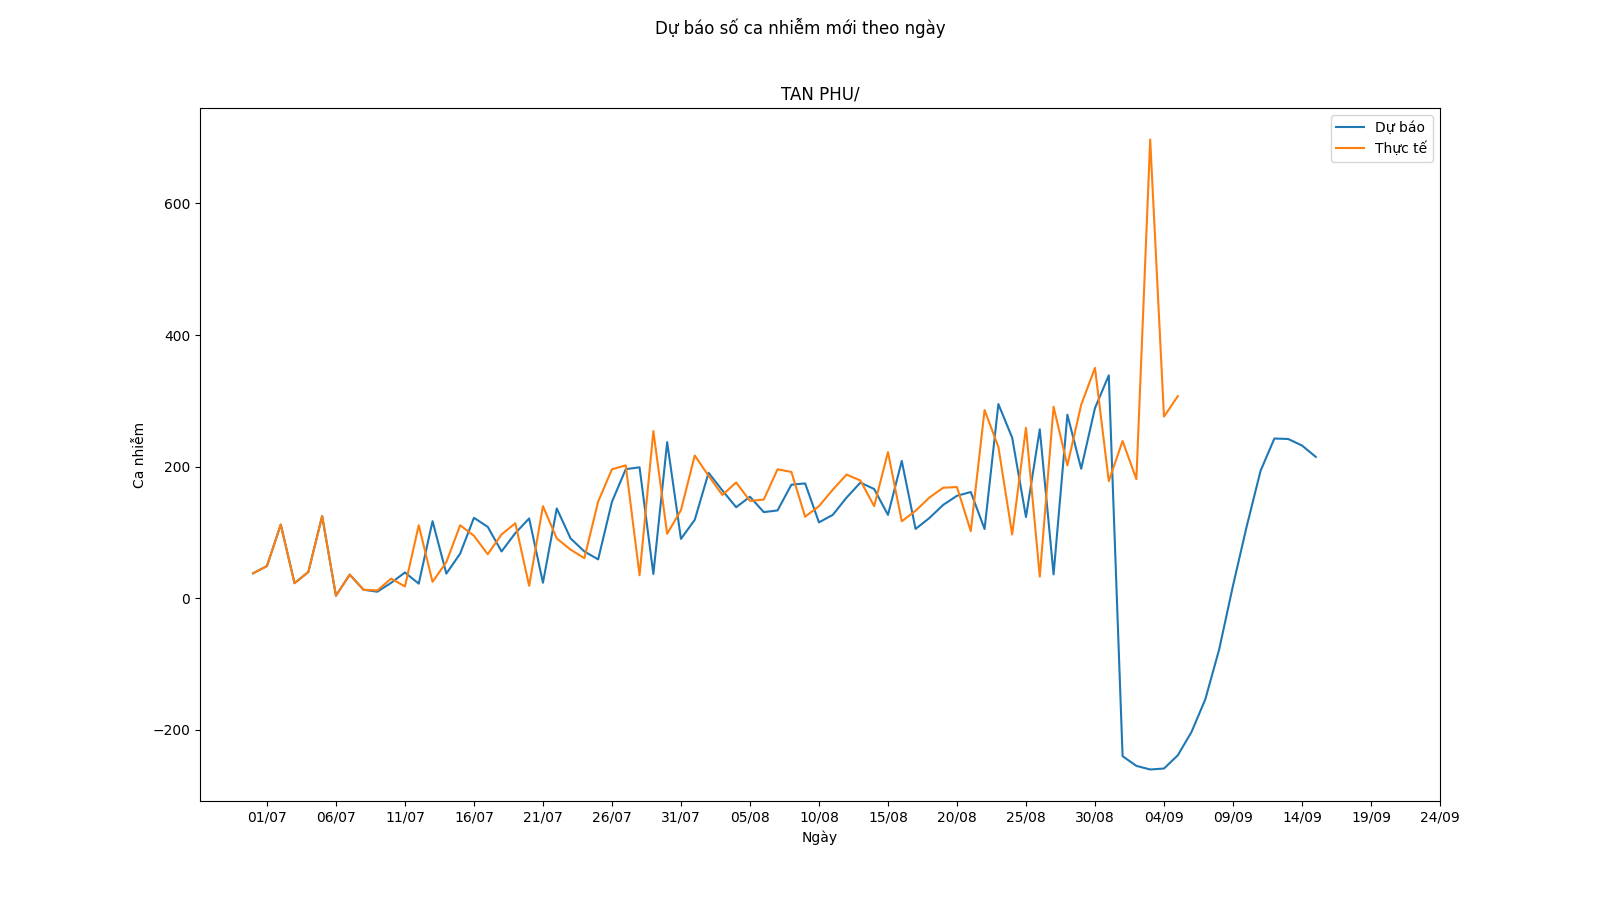 Dự báo số ca nhiễm mới theo ngày
TAN PHU/
Dự báo
Thực tế
Ca nhiễm
600
400
200
0
−200
01/07 06/07 11/07 16/07 21/07 26/07 31/07 05/08 10/08 15/08 20/08 25/08 30/08 04/09 09/09 14/09 19/09 24/09
Ngày